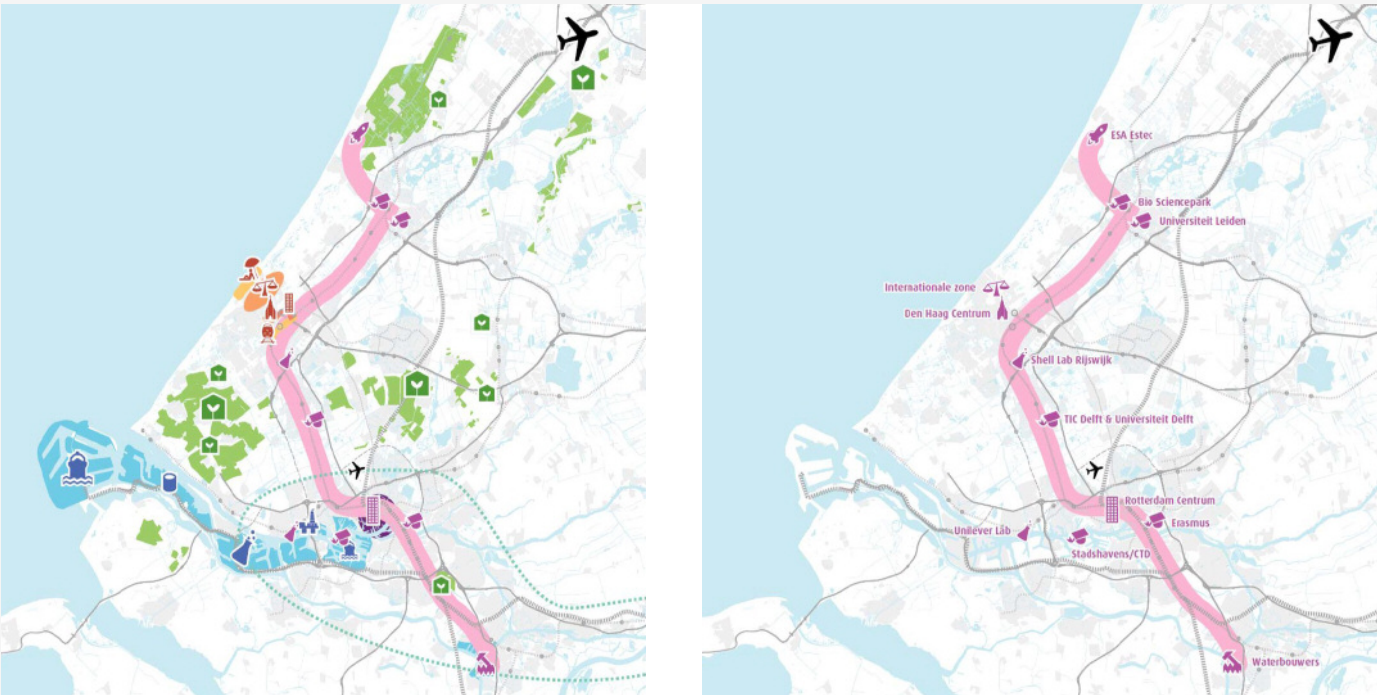 ESA Estec
Bio Sciencepark
Universiteit Leiden
Internationale zone
Den Haag Centrum
Shell Lab Rijswijk
TIC Delft & Universiteit Delft
Rotterdam Centrum
Erasmus
Unilever Lab
Stadshavens/CTD
Waterbouwers